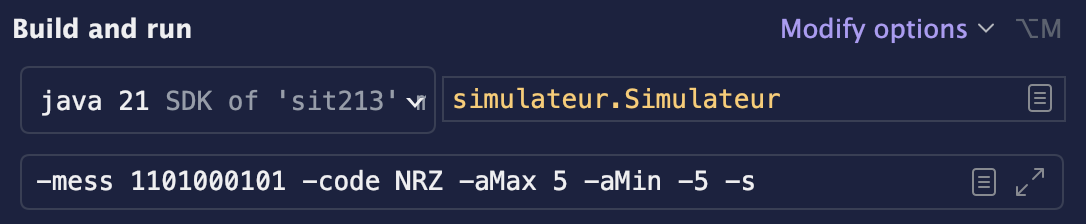 Build and run
Modify options ⌥M
java 21 SDK of 'sit213'
simulateur.Simulateur
-mess 1101000101 -code NRZ -aMax 5 -aMin -5 -s